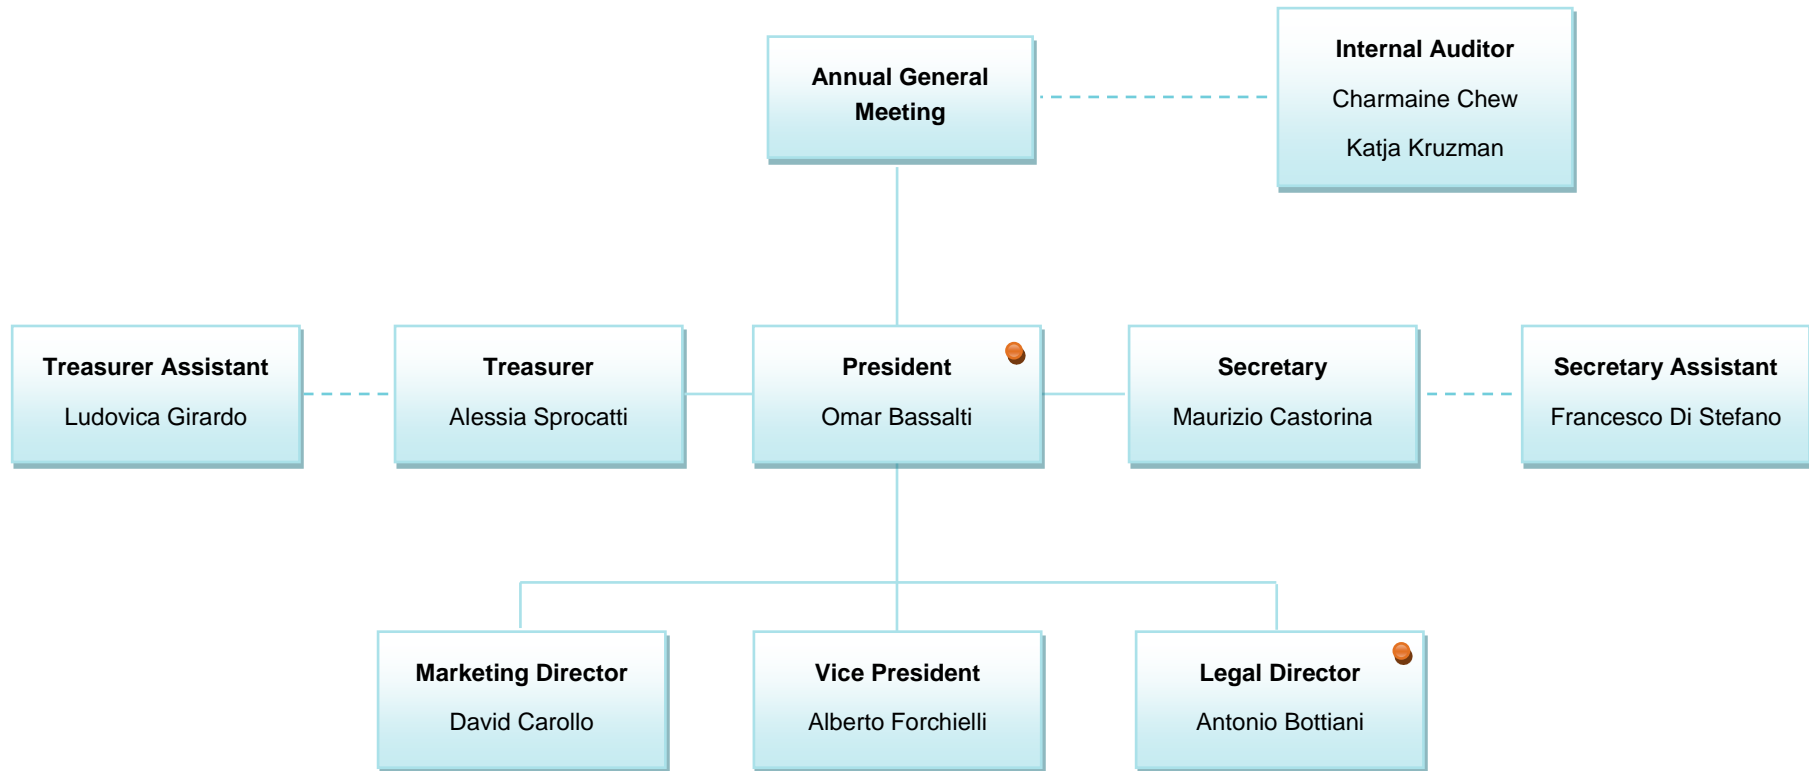 Annual General
Meeting
Internal Auditor
Charmaine Chew
Katja Kruzman
Treasurer Assistant
Ludovica Girardo
Treasurer
Alessia Sprocatti
President
Omar Bassalti
Secretary
Maurizio Castorina
Secretary Assistant
Francesco Di Stefano
Marketing Director
David Carollo
Vice President
Alberto Forchielli
Legal Director
Antonio Bottiani